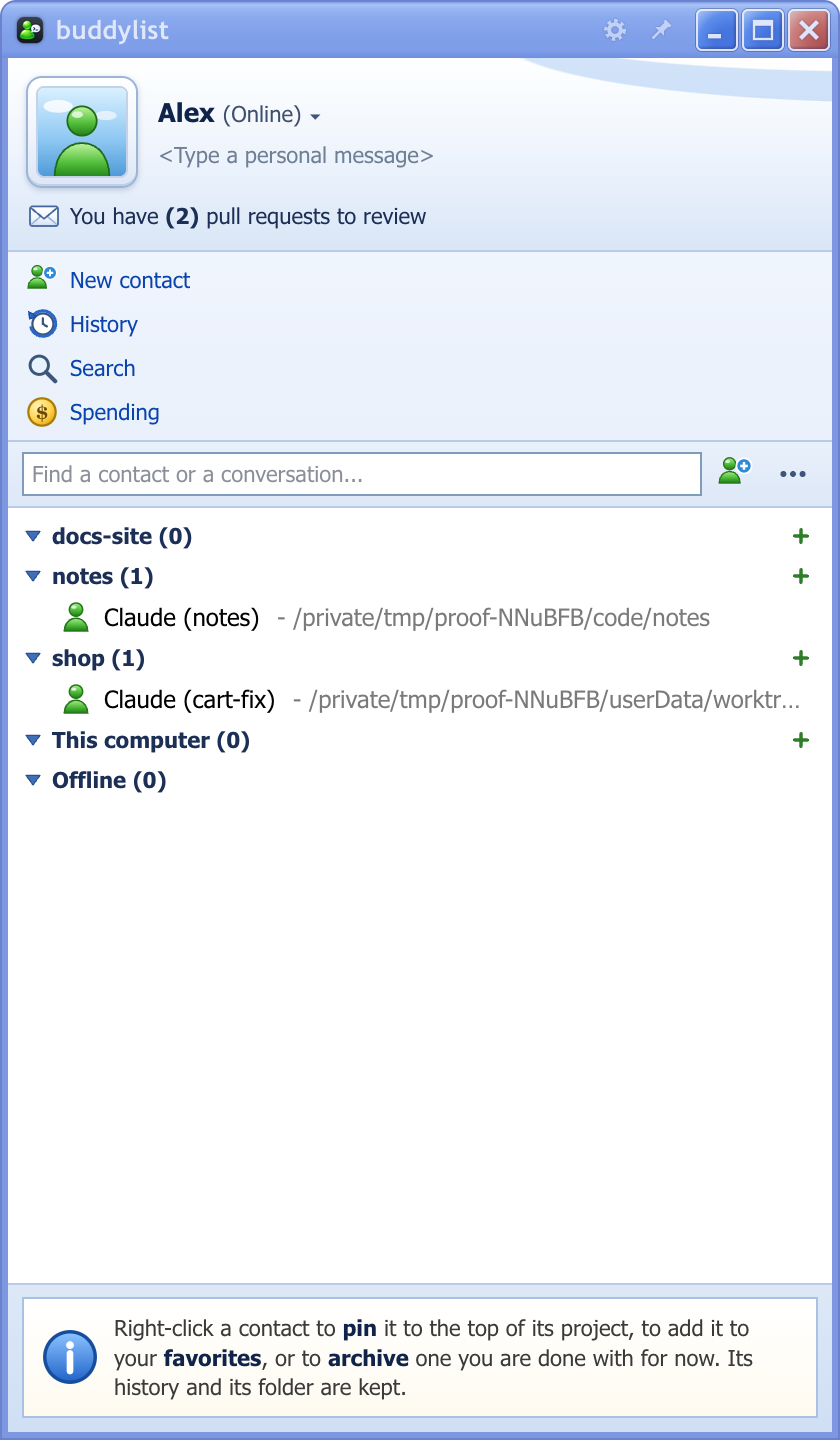 buddylist
Alex (Online)
<Type a personal message>
You have (2) pull requests to review
New contact
History
Search
Spending
Find a contact or a conversation...
docs-site (0)
notes (1)
Claude (notes) - /private/tmp/proof-NNuBFB/code/notes
shop (1)
Claude (cart-fix) - /private/tmp/proof-NNuBFB/userData/worktr...
This computer (0)
Offline (0)
Right-click a contact to pin it to the top of its project, to add it to
your favorites, or to archive one you are done with for now. Its
history and its folder are kept.